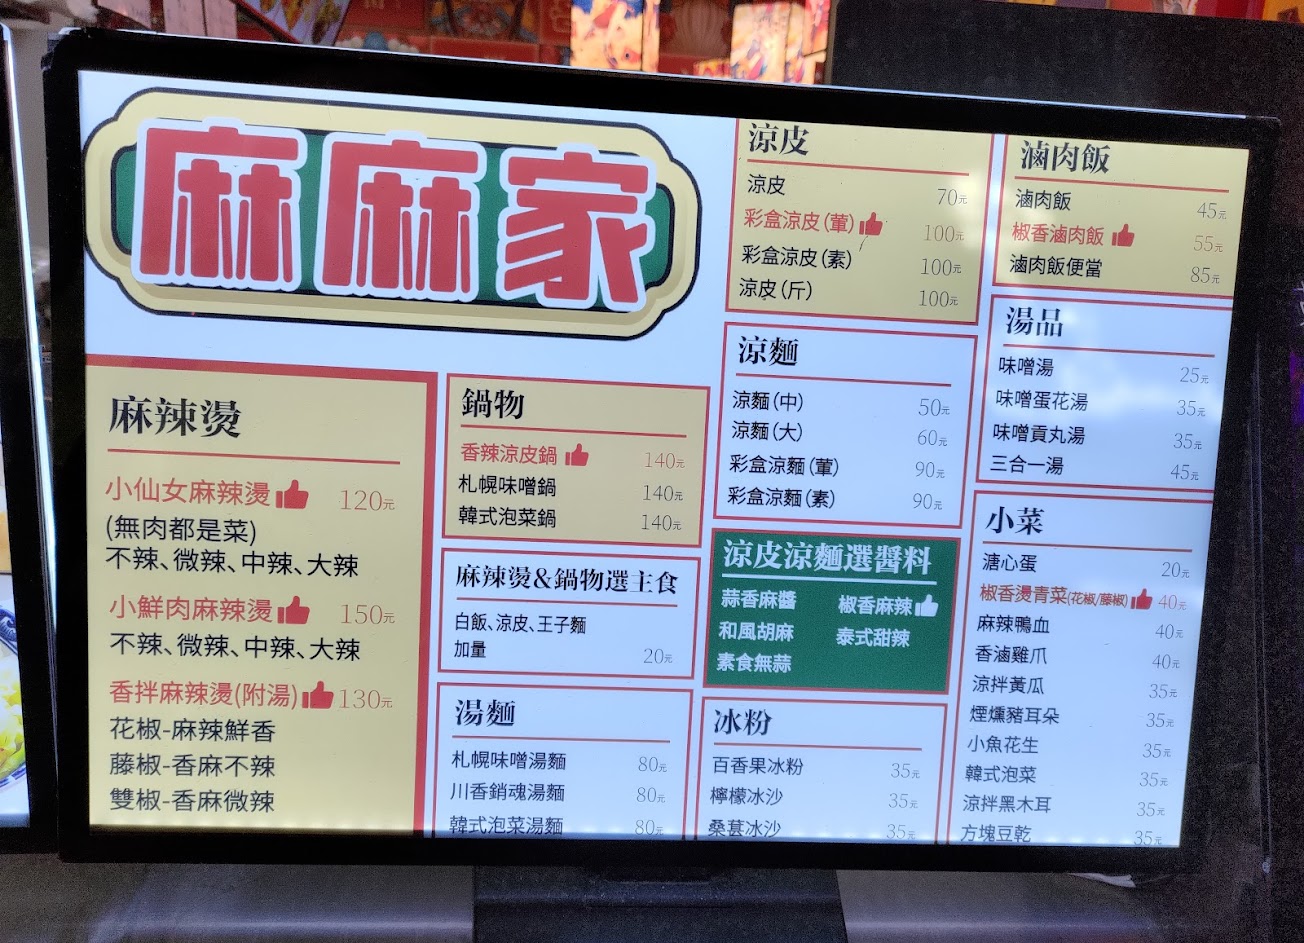 麻麻家
麻辣燙
小仙女麻辣燙 120元
(無肉都是菜)
不辣、微辣、中辣、大辣
小鮮肉麻辣燙 150元
不辣、微辣、中辣、大辣
香拌麻辣燙(附湯) 130元
花椒-麻辣鮮香
藤椒-香麻不辣
雙椒-香麻微辣
鍋物
香辣涼皮鍋 140元
札幌味噌鍋 140元
韓式泡菜鍋 140元
麻辣燙&鍋物選主食
白飯、涼皮、王子麵
加量 20元
湯麵
札幌味噌湯麵 80元
川香銷魂湯麵 80元
韓式泡菜湯麵 80元
涼皮
涼皮 70元
彩盒涼皮(葷) 100元
彩盒涼皮(素) 100元
涼皮(斤) 100元
涼麵
涼麵(中) 50元
涼麵(大) 60元
彩盒涼麵(葷) 90元
彩盒涼麵(素) 90元
涼皮涼麵選醬料
蒜香麻醬 椒香麻辣
和風胡麻 泰式甜辣
素食無蒜
冰粉
百香果冰粉 35元
檸檬冰沙 35元
桑葚冰沙 35元
滷肉飯
滷肉飯 45元
椒香滷肉飯 55元
滷肉飯便當 85元
湯品
味噌湯 25元
味噌蛋花湯 35元
味噌貢丸湯 35元
三合一湯 45元
小菜
溏心蛋 20元
椒香燙青菜(花椒/藤椒) 40元
麻辣鴨血 40元
香滷雞爪 40元
涼拌黃瓜 35元
煙燻豬耳朵 35元
小魚花生 35元
韓式泡菜 35元
涼拌黑木耳 35元
方塊豆乾 35元